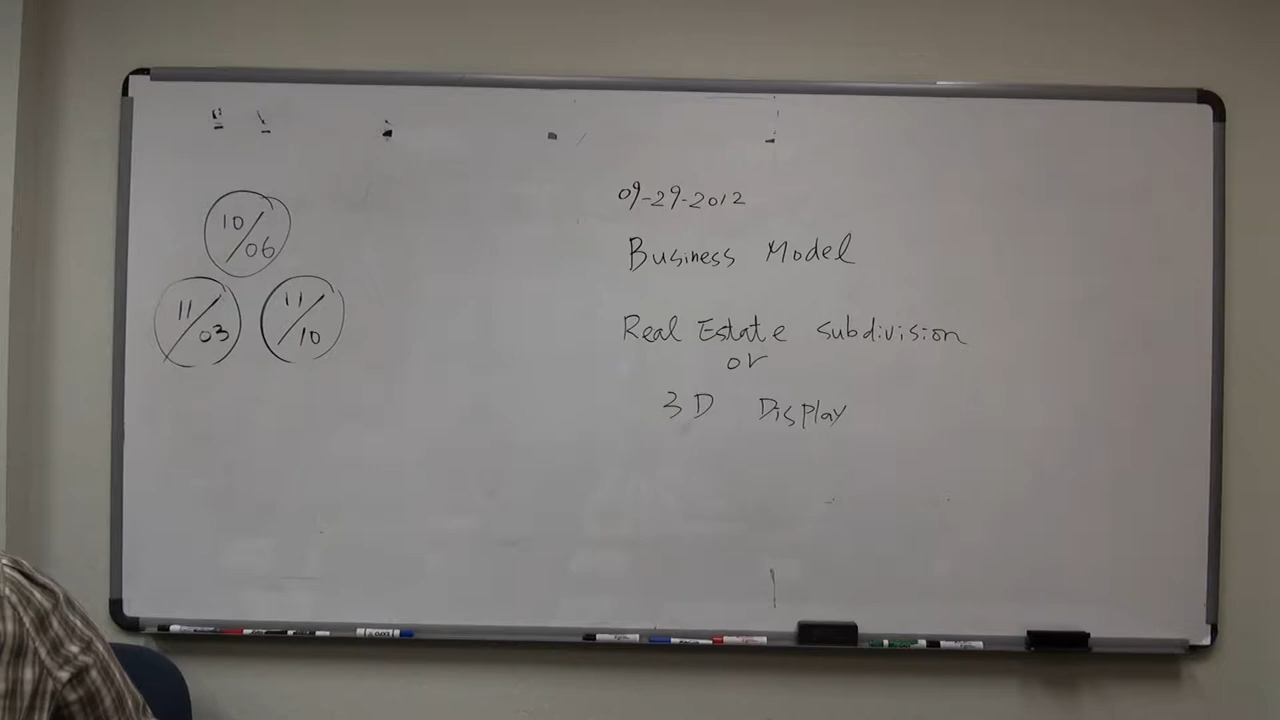 10/06
11/03
11/10
09-29-2012
Business Model
Real Estate subdivision
or
3D Display